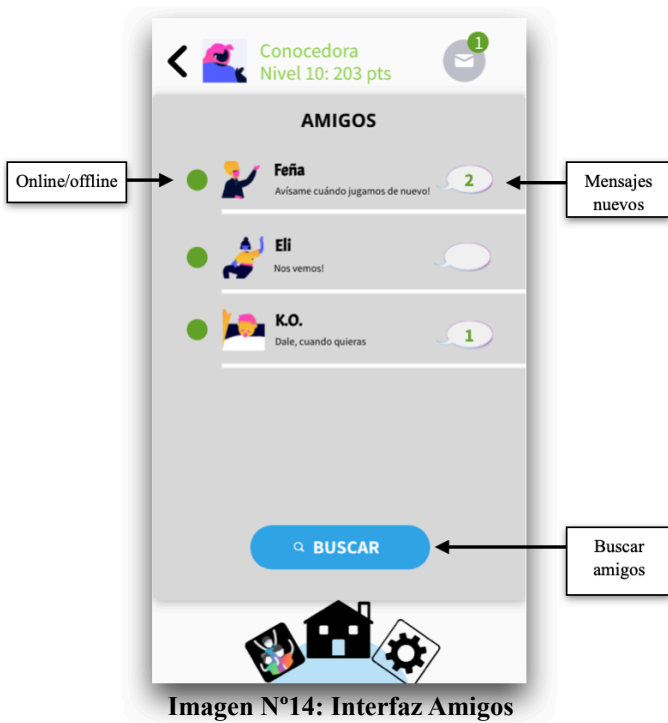 Conocedora
Nivel 10: 203 pts
1
AMIGOS
Online/offline
Feña
Avísame cuándo jugamos de nuevo!
2
Mensajes
nuevos
Eli
Nos vemos!
K.O.
Dale, cuando quieras
1
BUSCAR
Buscar
amigos
Imagen Nº14: Interfaz Amigos